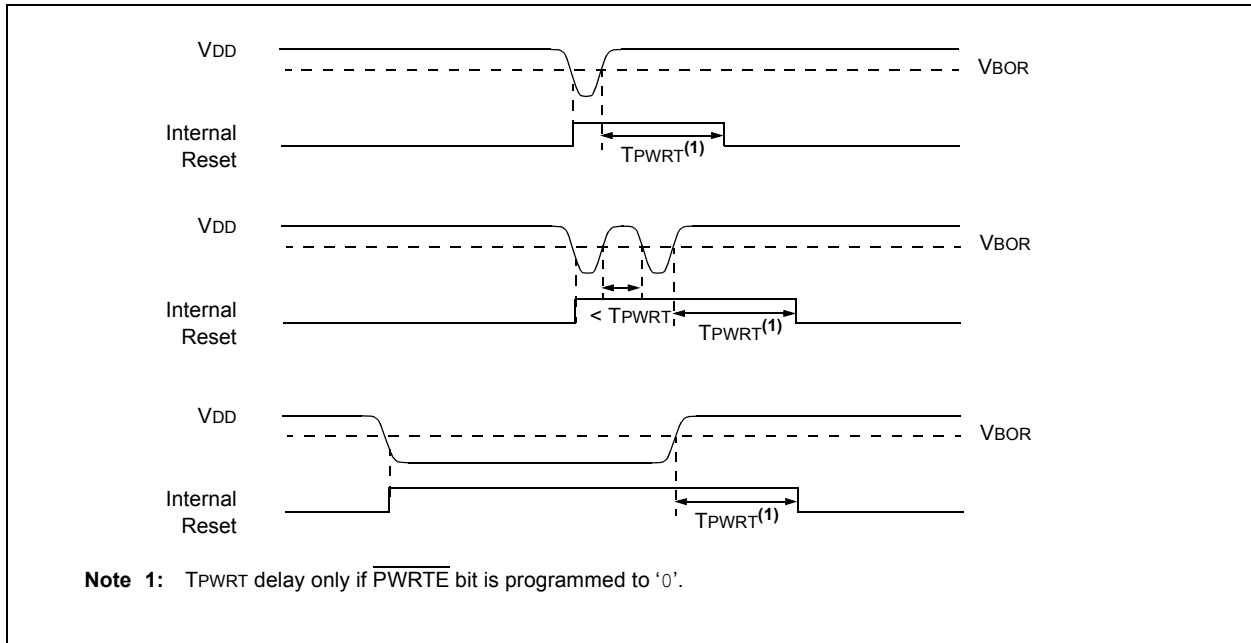 VDD
VBOR
Internal
Reset
TPWRT(1)
VDD
VBOR
Internal
Reset
< TPWRT
TPWRT(1)
VDD
VBOR
Internal
Reset
TPWRT(1)
Note 1: TPWRT delay only if PWRTE bit is programmed to ‘0’.